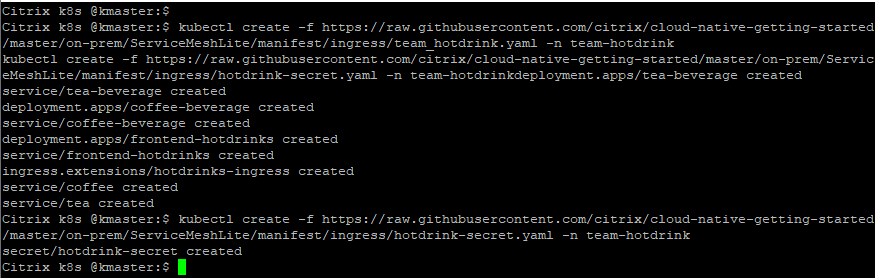 Citrix k8s @kmaster:$
Citrix k8s @kmaster:$ kubectl create -f https://raw.githubusercontent.com/citrix/cloud-native-getting-started
/master/on-prem/ServiceMeshLite/manifest/ingress/team_hotdrink.yaml -n team-hotdrink
kubectl create -f https://raw.githubusercontent.com/citrix/cloud-native-getting-started/master/on-prem/Servic
eMeshLite/manifest/ingress/hotdrink-secret.yaml -n team-hotdrinkdeployment.apps/tea-beverage created
service/tea-beverage created
deployment.apps/coffee-beverage created
service/coffee-beverage created
deployment.apps/frontend-hotdrinks created
service/frontend-hotdrinks created
ingress.extensions/hotdrinks-ingress created
service/coffee created
service/tea created
Citrix k8s @kmaster:$ kubectl create -f https://raw.githubusercontent.com/citrix/cloud-native-getting-started
/master/on-prem/ServiceMeshLite/manifest/ingress/hotdrink-secret.yaml -n team-hotdrink
secret/hotdrink-secret created
Citrix k8s @kmaster:$